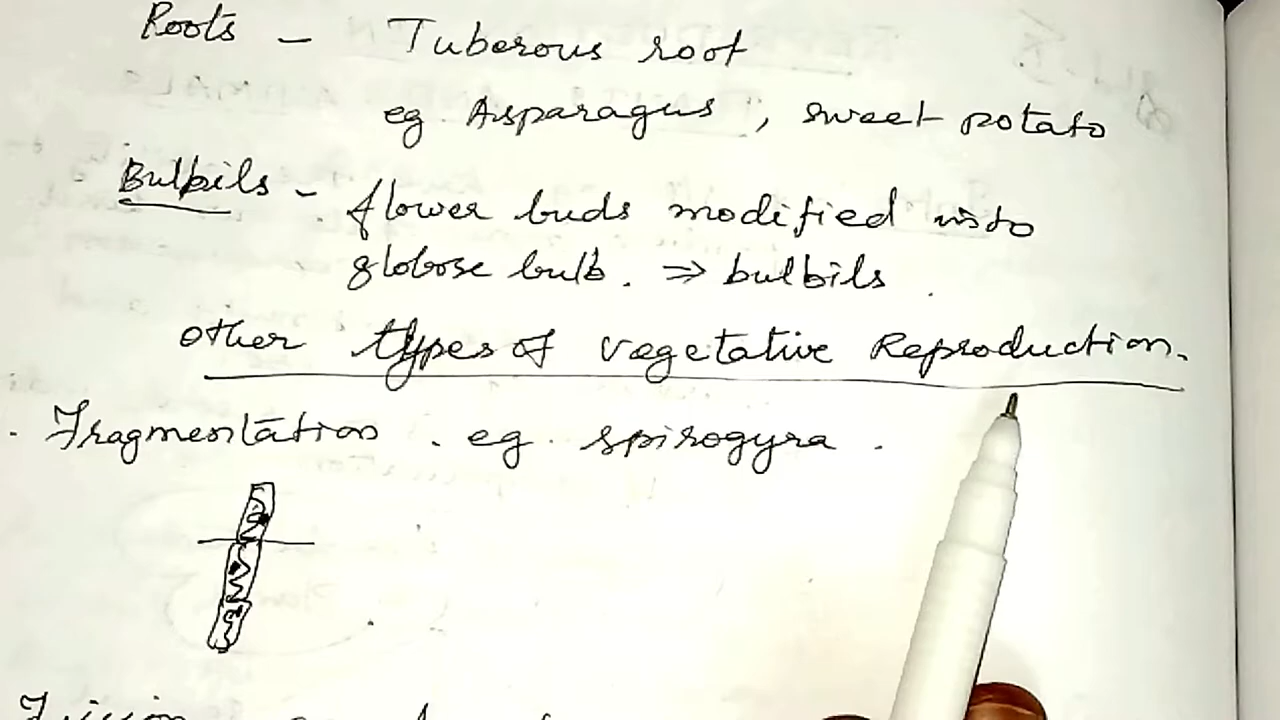 Roots - Tuberous root
eg Asparagus, sweet potato
Bulbils - flower buds modified into
globose bulb. ⇒ bulbils.
Other types of vegetative Reproduction.
Fragmentation. eg. spirogyra.